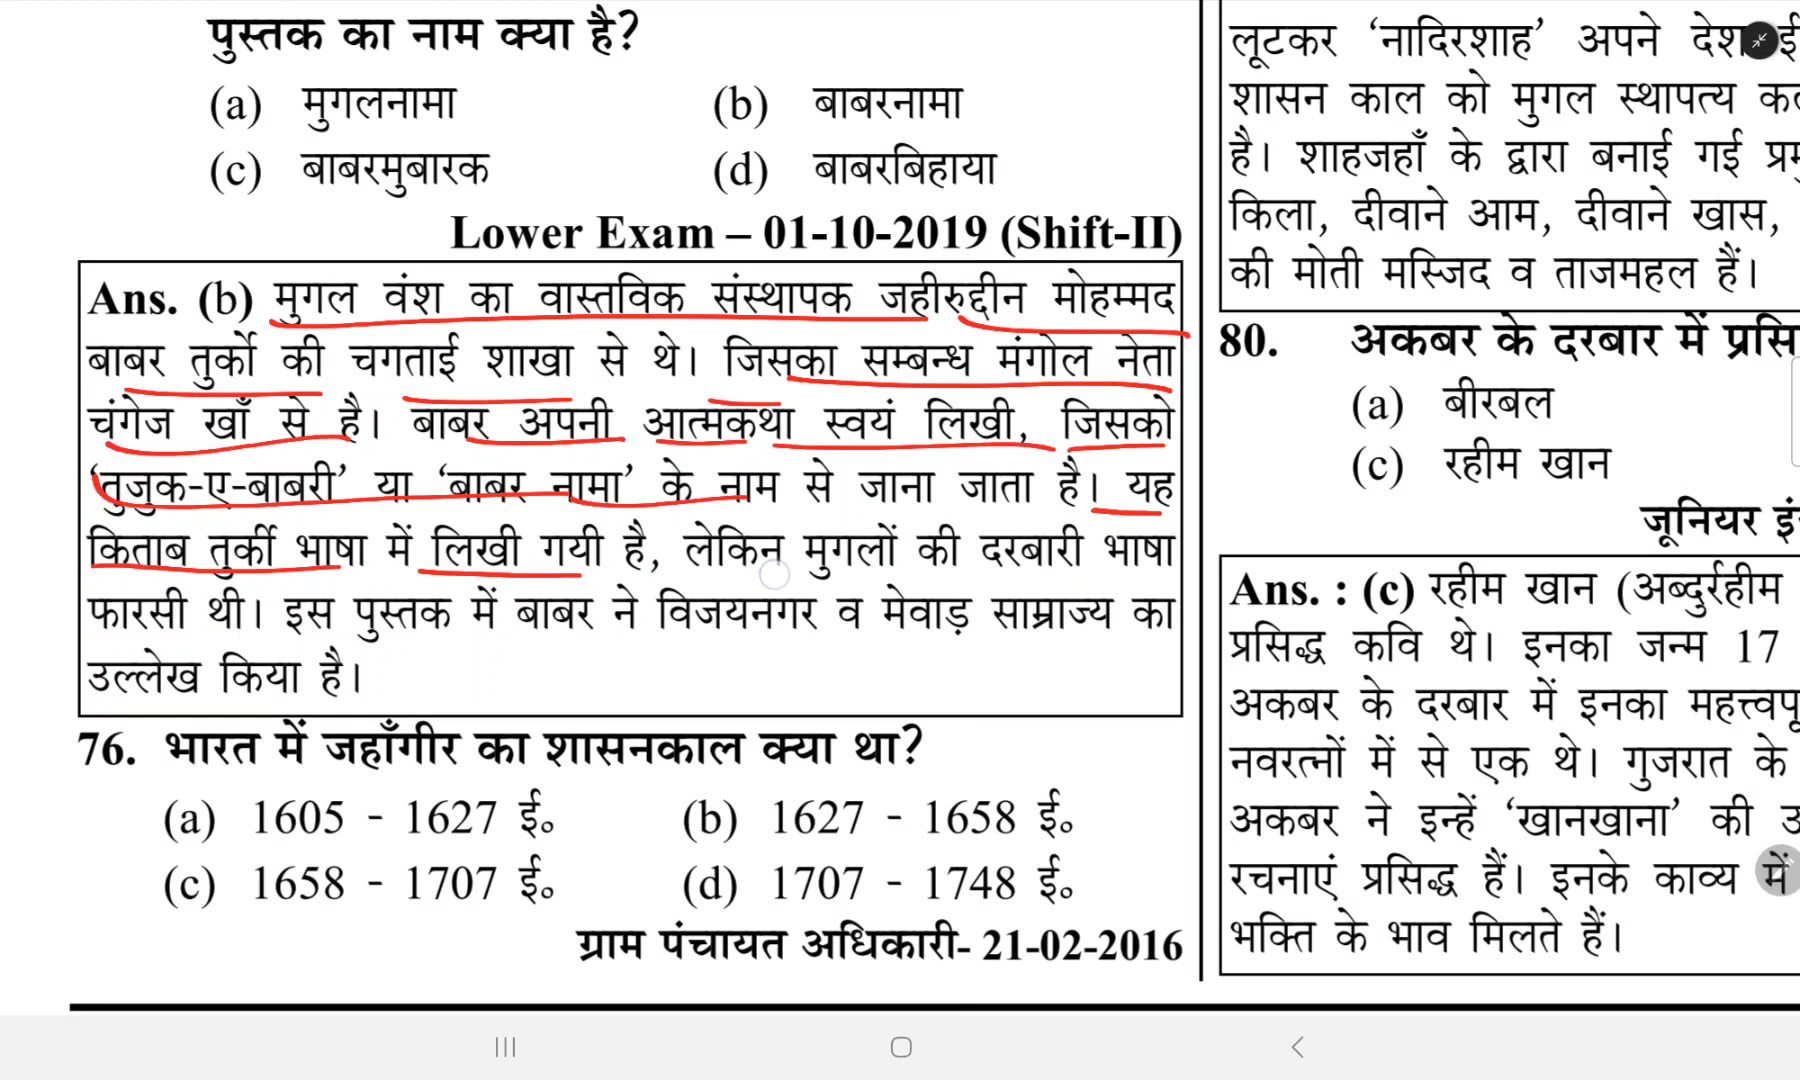 पुस्तक का नाम क्या है?
(a) मुगलनामा (b) बाबरनामा
(c) बाबरमुबारक (d) बाबरबिहाया
Lower Exam – 01-10-2019 (Shift-II)
Ans. (b) मुगल वंश का वास्तविक संस्थापक जहीरुद्दीन मोहम्मद
बाबर तुर्को की चगताई शाखा से थे। जिसका सम्बन्ध मंगोल नेता
चंगेज खाँ से है। बाबर अपनी आत्मकथा स्वयं लिखी, जिसको
‘तुजुक-ए-बाबरी’ या ‘बाबर नामा’ के नाम से जाना जाता है। यह
किताब तुर्की भाषा में लिखी गयी है, लेकिन मुगलों की दरबारी भाषा
फारसी थी। इस पुस्तक में बाबर ने विजयनगर व मेवाड़ साम्राज्य का
उल्लेख किया है।
76. भारत में जहाँगीर का शासनकाल क्या था?
(a) 1605 - 1627 ई० (b) 1627 - 1658 ई०
(c) 1658 - 1707 ई० (d) 1707 - 1748 ई०
ग्राम पंचायत अधिकारी- 21-02-2016
लूटकर ‘नादिरशाह’ अपने देश
शासन काल को मुगल स्थापत्य
है। शाहजहाँ के द्वारा बनाई गई
किला, दीवाने आम, दीवाने खास,
की मोती मस्जिद व ताजमहल हैं।
80. अकबर के दरबार में
(a) बीरबल
(c) रहीम खान
जूनियर
Ans. : (c) रहीम खान (अब्दुर्रहीम
प्रसिद्ध कवि थे। इनका जन्म 17
अकबर के दरबार में इनका
नवरत्नों में से एक थे। गुजरात के
अकबर ने इन्हें ‘खानखाना’ की
रचनाएं प्रसिद्ध हैं। इनके काव्य में
भक्ति के भाव मिलते हैं।